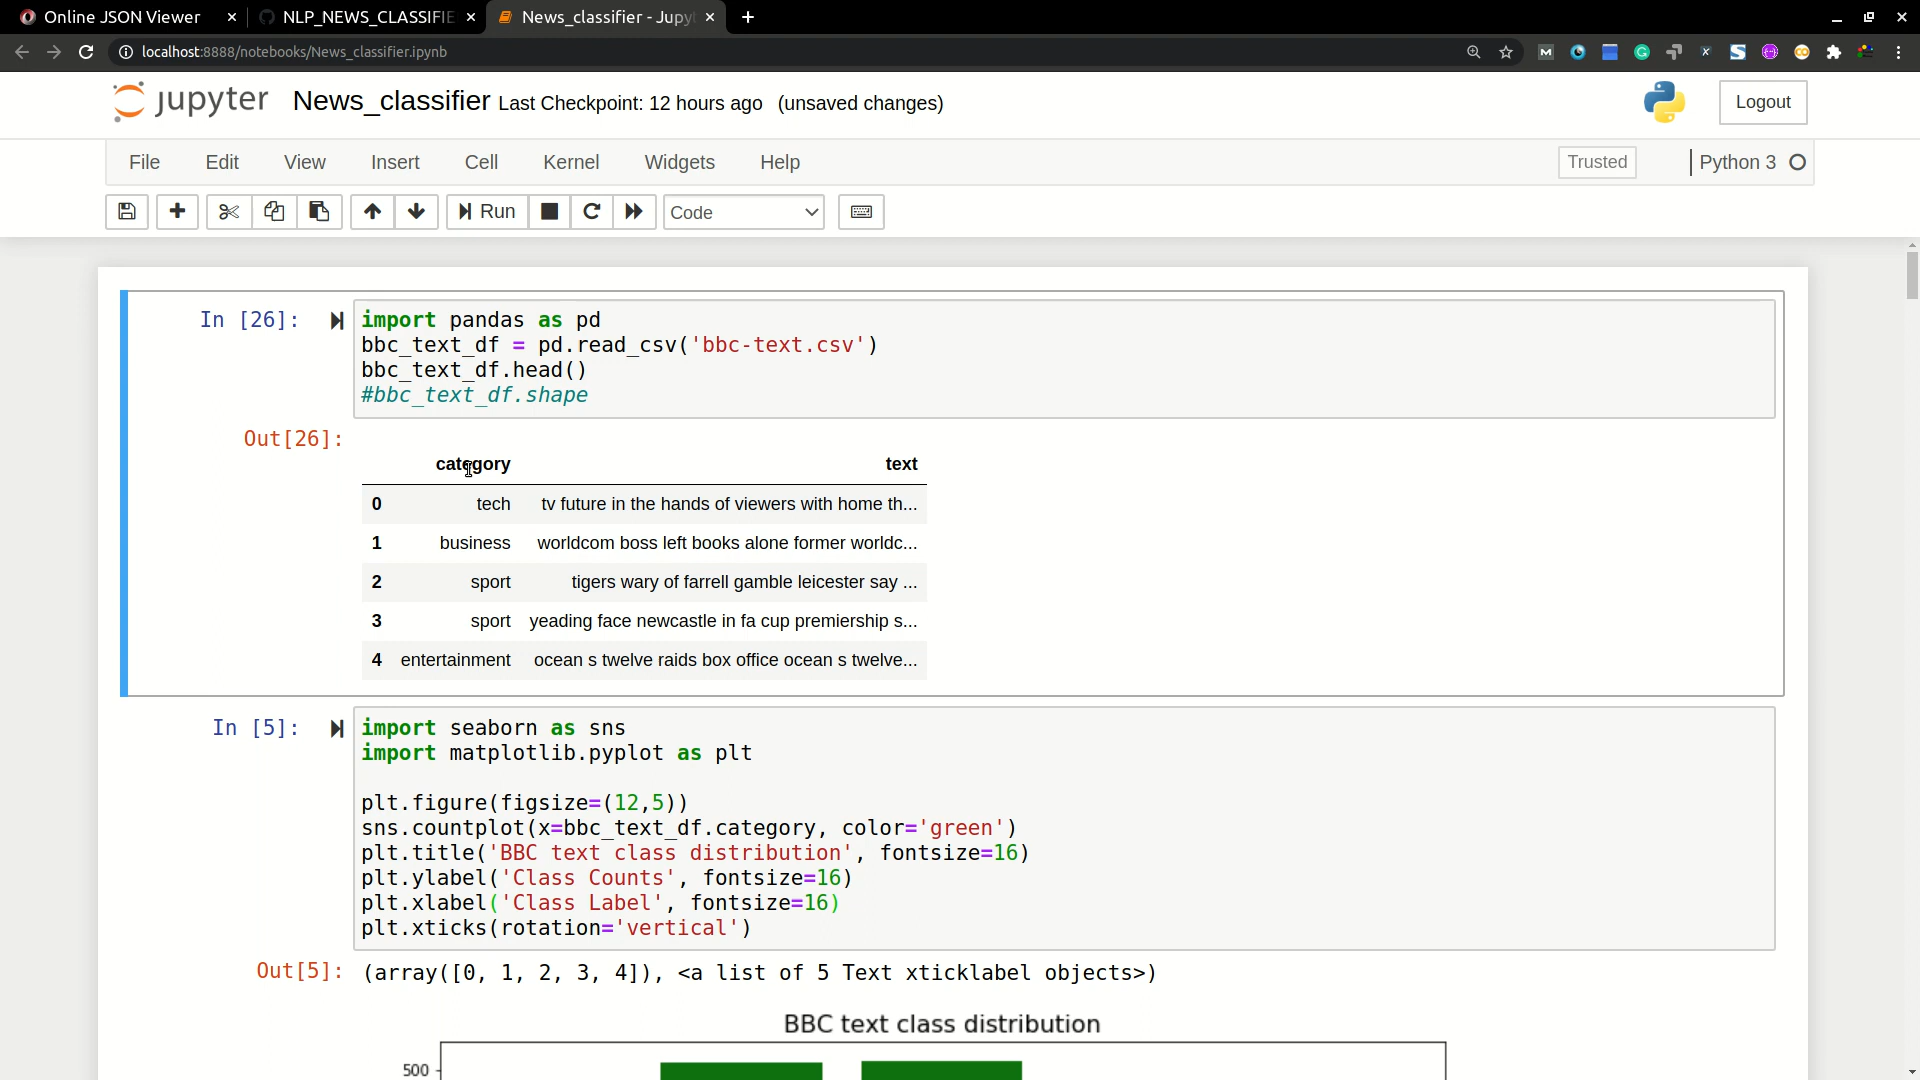 Online JSON Viewer
NLP_NEWS_CLASSIFIE
News_classifier - Jupy
localhost:8888/notebooks/News_classifier.ipynb
jupyter News_classifier Last Checkpoint: 12 hours ago (unsaved changes)
Logout
File Edit View Insert Cell Kernel Widgets Help
Trusted
Python 3
Run
Code
In [26]:
import pandas as pd
bbc_text_df = pd.read_csv('bbc-text.csv')
bbc_text_df.head()
#bbc_text_df.shape
Out[26]:
category text
0 tech tv future in the hands of viewers with home th...
1 business worldcom boss left books alone former worldc...
2 sport tigers wary of farrell gamble leicester say ...
3 sport yeading face newcastle in fa cup premiership s...
4 entertainment ocean s twelve raids box office ocean s twelve...
In [5]:
import seaborn as sns
import matplotlib.pyplot as plt
plt.figure(figsize=(12,5))
sns.countplot(x=bbc_text_df.category, color='green')
plt.title('BBC text class distribution', fontsize=16)
plt.ylabel('Class Counts', fontsize=16)
plt.xlabel('Class Label', fontsize=16)
plt.xticks(rotation='vertical')
Out[5]:
(array([0, 1, 2, 3, 4]), <a list of 5 Text xticklabel objects>)
BBC text class distribution
500